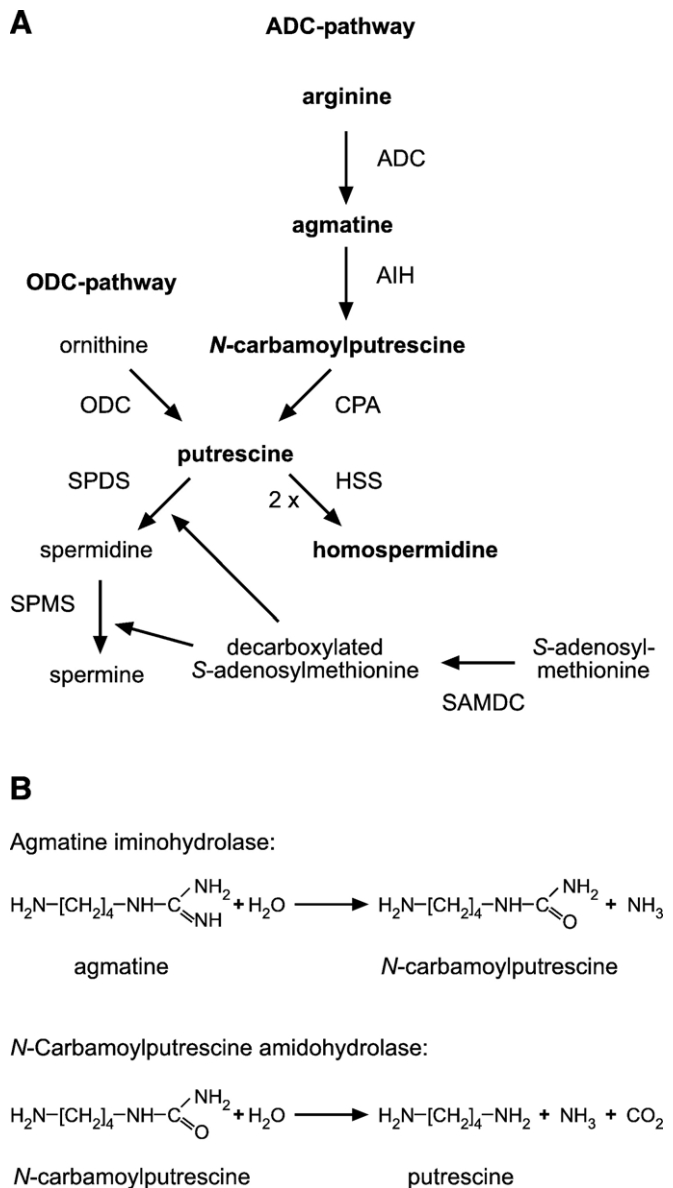 A
ADC-pathway
arginine
ADC
agmatine
AIH
ODC-pathway
ornithine
N-carbamoylputrescine
ODC
CPA
putrescine
SPDS
HSS
2 x
spermidine
homospermidine
SPMS
decarboxylated
S-adenosylmethionine
S-adenosyl-
methionine
spermine
SAMDC
B
Agmatine iminohydrolase:
H₂N–[CH₂]₄–NH–C NH₂ NH + H₂O H₂N–[CH₂]₄–NH–C NH₂ O + NH₃
agmatine N-carbamoylputrescine
N-Carbamoylputrescine amidohydrolase:
H₂N–[CH₂]₄–NH–C NH₂ O + H₂O H₂N–[CH₂]₄–NH₂ + NH₃ + CO₂
N-carbamoylputrescine putrescine